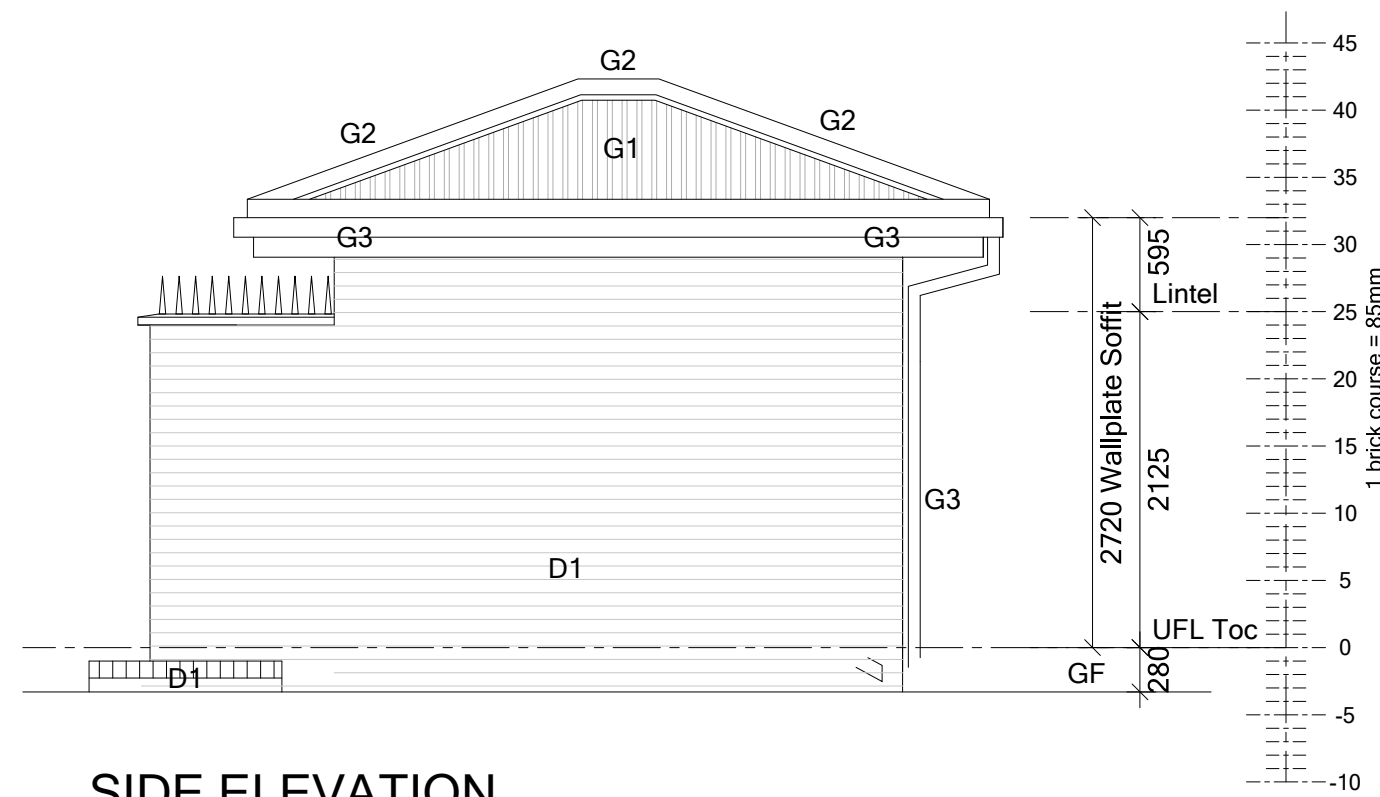 G2
G2
G2
G1
G3
G3
G3
D1
D1
595
Lintel
2720 Wallplate Soffit
2125
UFL Toc
GF
280
45
40
35
30
25
20
15
10
5
0
-5
-10
1 brick course = 85mm
SIDE ELEVATION